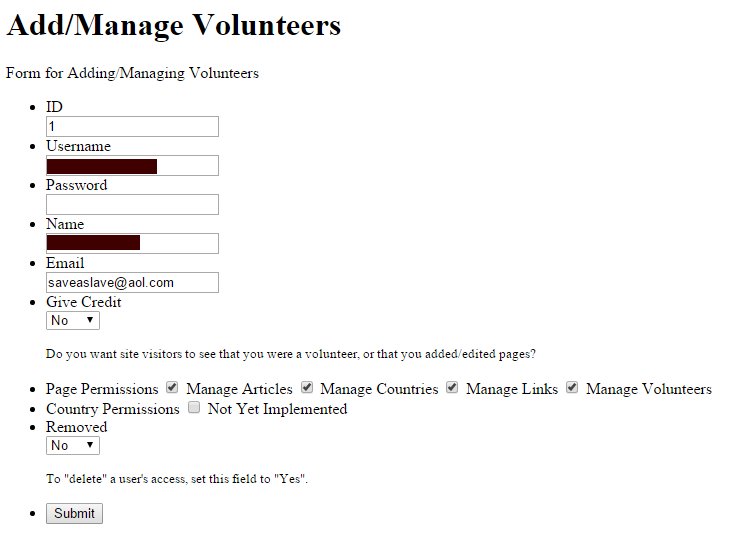 Add/Manage Volunteers
Form for Adding/Managing Volunteers
ID
1
Username
Password
Name
Email
saveaslave@aol.com
Give Credit
No
Do you want site visitors to see that you were a volunteer, or that you added/edited pages?
Page Permissions Manage Articles Manage Countries Manage Links Manage Volunteers
Country Permissions Not Yet Implemented
Removed
No
To "delete" a user's access, set this field to "Yes".
Submit